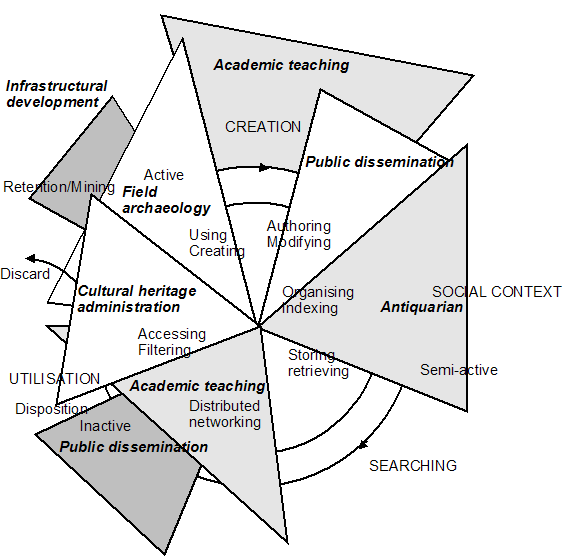 Academic teaching
Infrastructural
development
CREATION
Public dissemination
Active
Retention/Mining
Field
archaeology
Authoring
Modifying
Using
Creating
Discard
Cultural heritage
administration
Organising
Indexing
SOCIAL CONTEXT
Antiquarian
Accessing
Filtering
Storing
retrieving
UTILISATION
Academic teaching
Semi-active
Disposition
Distributed
networking
Inactive
Public dissemination
SEARCHING